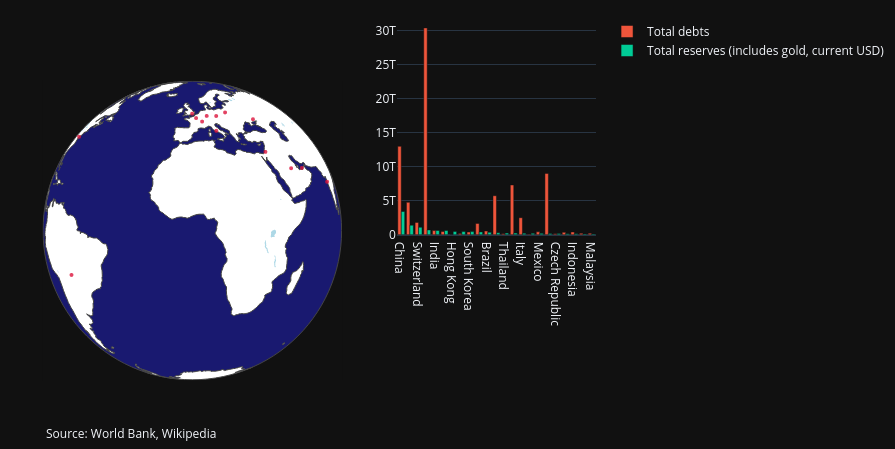 30T
25T
20T
15T
10T
5T
0
China
Switzerland
India
Hong Kong
South Korea
Brazil
Thailand
Italy
Mexico
Czech Republic
Indonesia
Malaysia
Total debts
Total reserves (includes gold, current USD)
Source: World Bank, Wikipedia